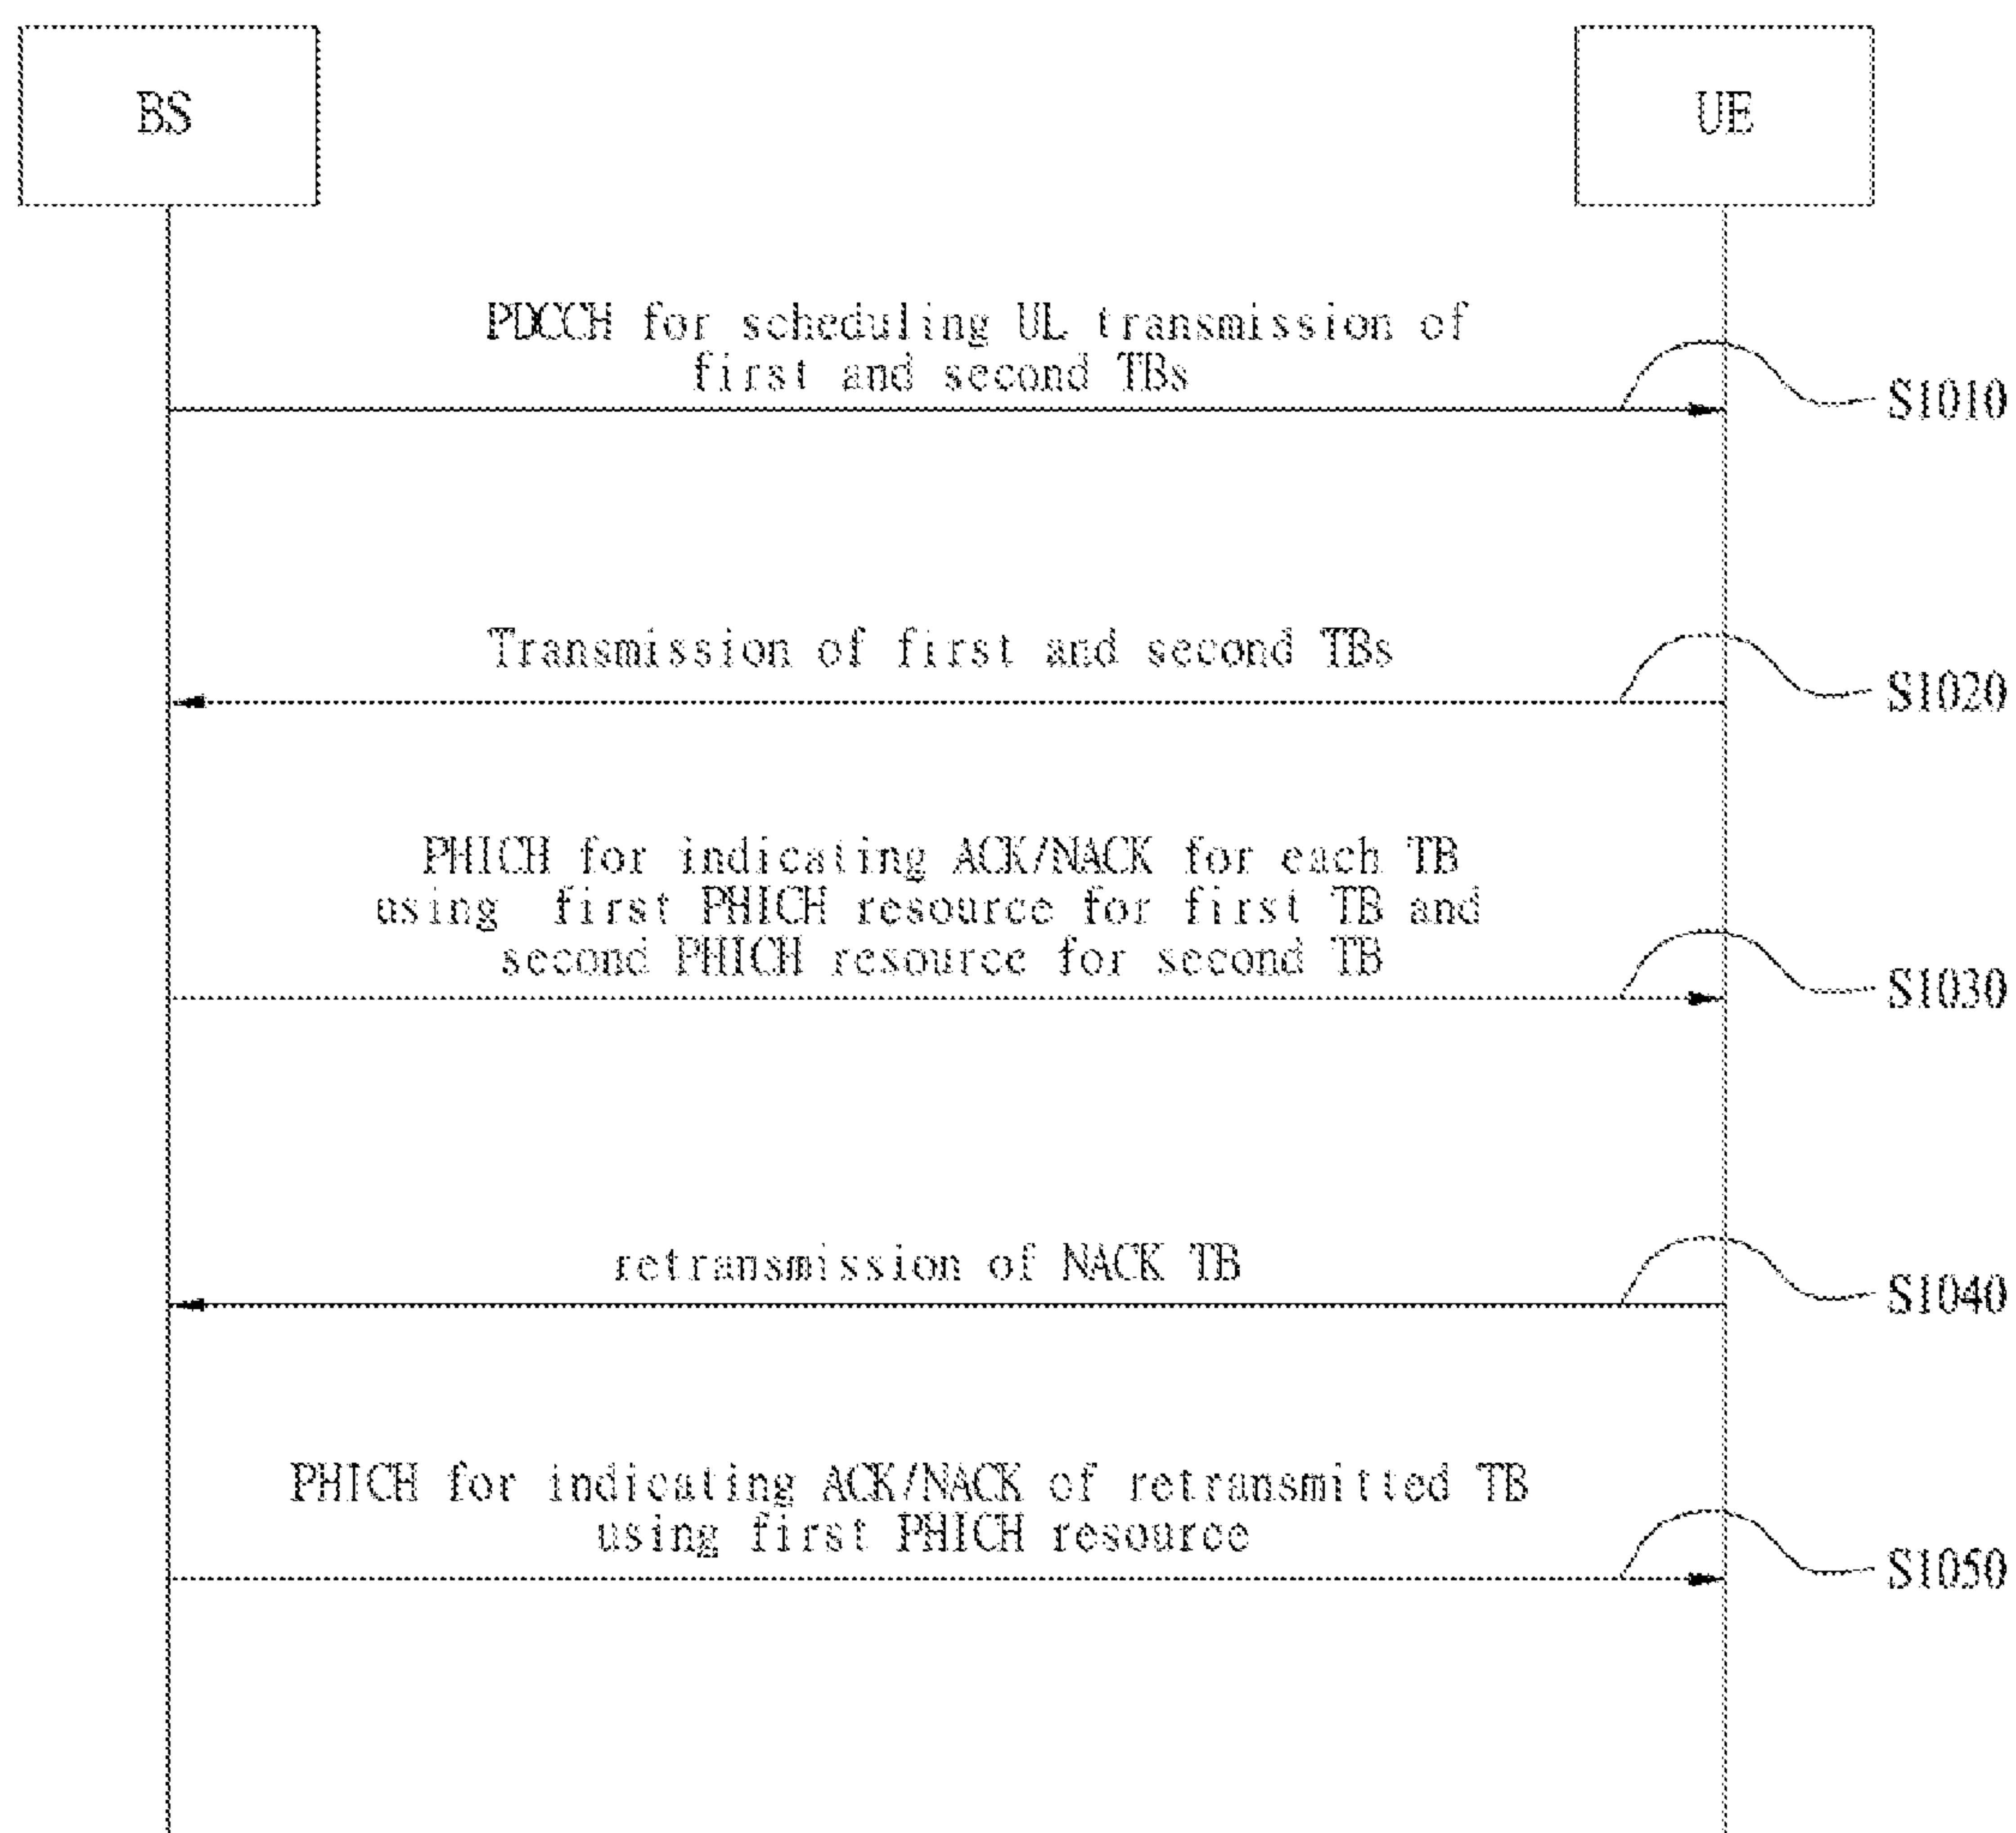 BS
UE
PDCCH for scheduling UL transmission of
first and second TBs
S1010
Transmission of first and second TBs
S1020
PHICH for indicating ACK/NACK for each TB
using first PHICH resource for first TB and
second PHICH resource for second TB
S1030
retransmission of NACK TB
S1040
PHICH for indicating ACK/NACK of retransmitted TB
using first PHICH resource
S1050